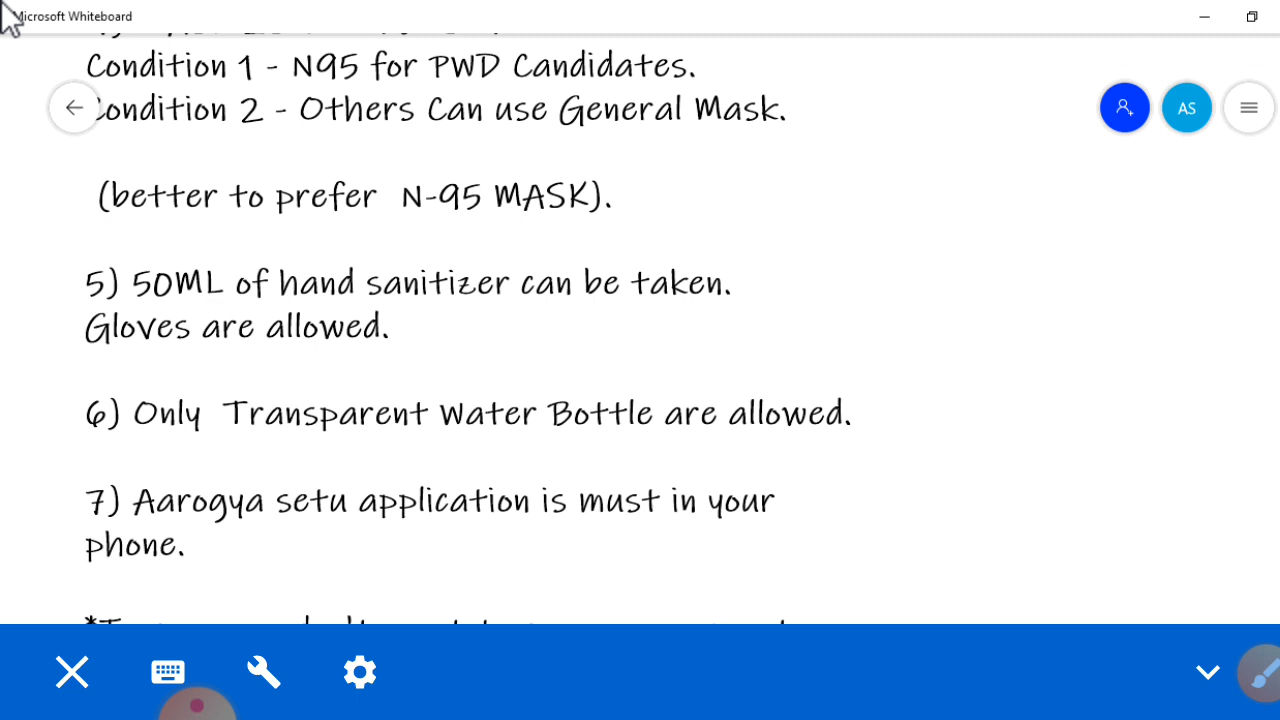 Microsoft Whiteboard
Condition 1 - N95 for PWD Candidates.
Condition 2 - Others Can use General Mask.
AS
(better to prefer N-95 MASK).
5) 50ML of hand sanitizer can be taken.
Gloves are allowed.
6) Only Transparent Water Bottle are allowed.
7) Aarogya setu application is must in your
phone.